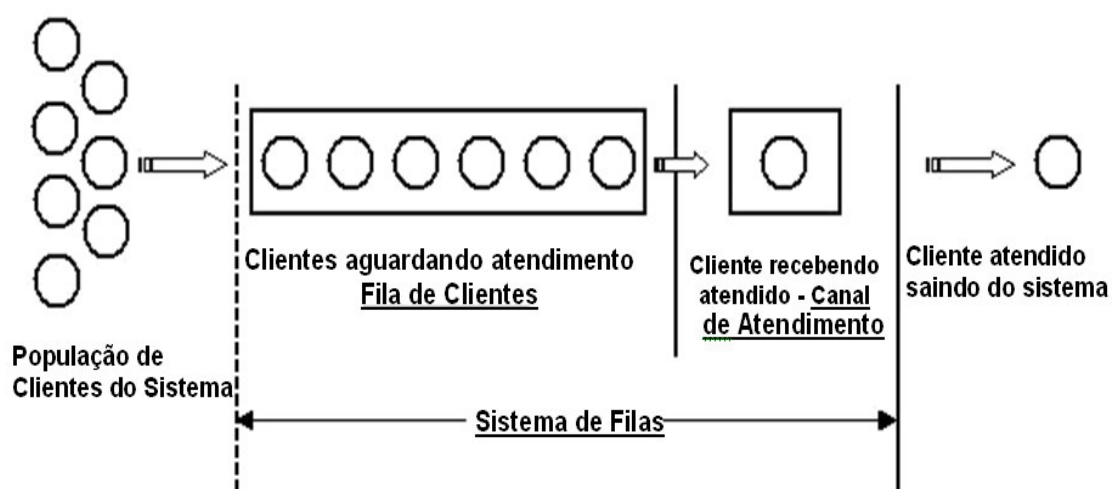 Clientes aguardando atendimento
Fila de Clientes
Cliente recebendo
atendido - Canal
de Atendimento
Cliente atendido
saindo do sistema
População de
Clientes do Sistema
Sistema de Filas